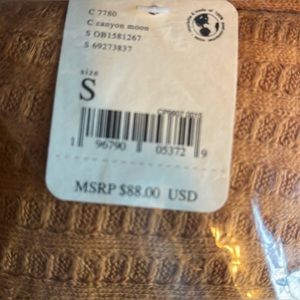 C 7780
C canyon moon
S OB1581267
S 69273837
size
S
1 96790 05372 9
MSRP $88.00 USD